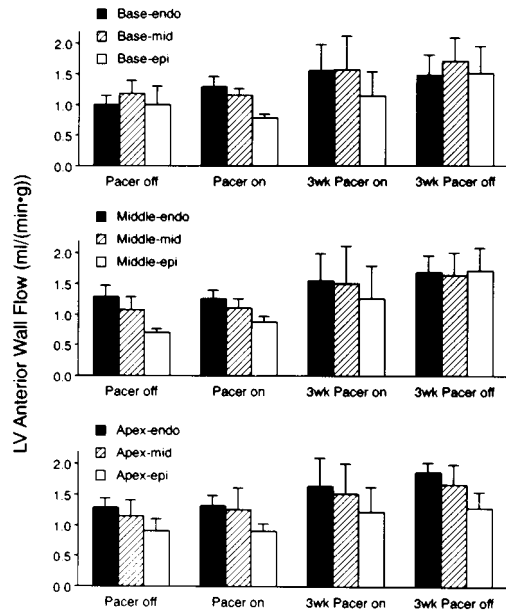 LV Anterior Wall Flow (ml/(min•g))
Base-endo
Base-mid
Base-epi
2.0
1.5
1.0
0.5
0.0
Pacer off Pacer on 3wk Pacer on 3wk Pacer off
Middle-endo
Middle-mid
Middle-epi
2.0
1.5
1.0
0.5
0.0
Pacer off Pacer on 3wk Pacer on 3wk Pacer off
Apex-endo
Apex-mid
Apex-epi
2.0
1.5
1.0
0.5
0.0
Pacer off Pacer on 3wk Pacer on 3wk Pacer off